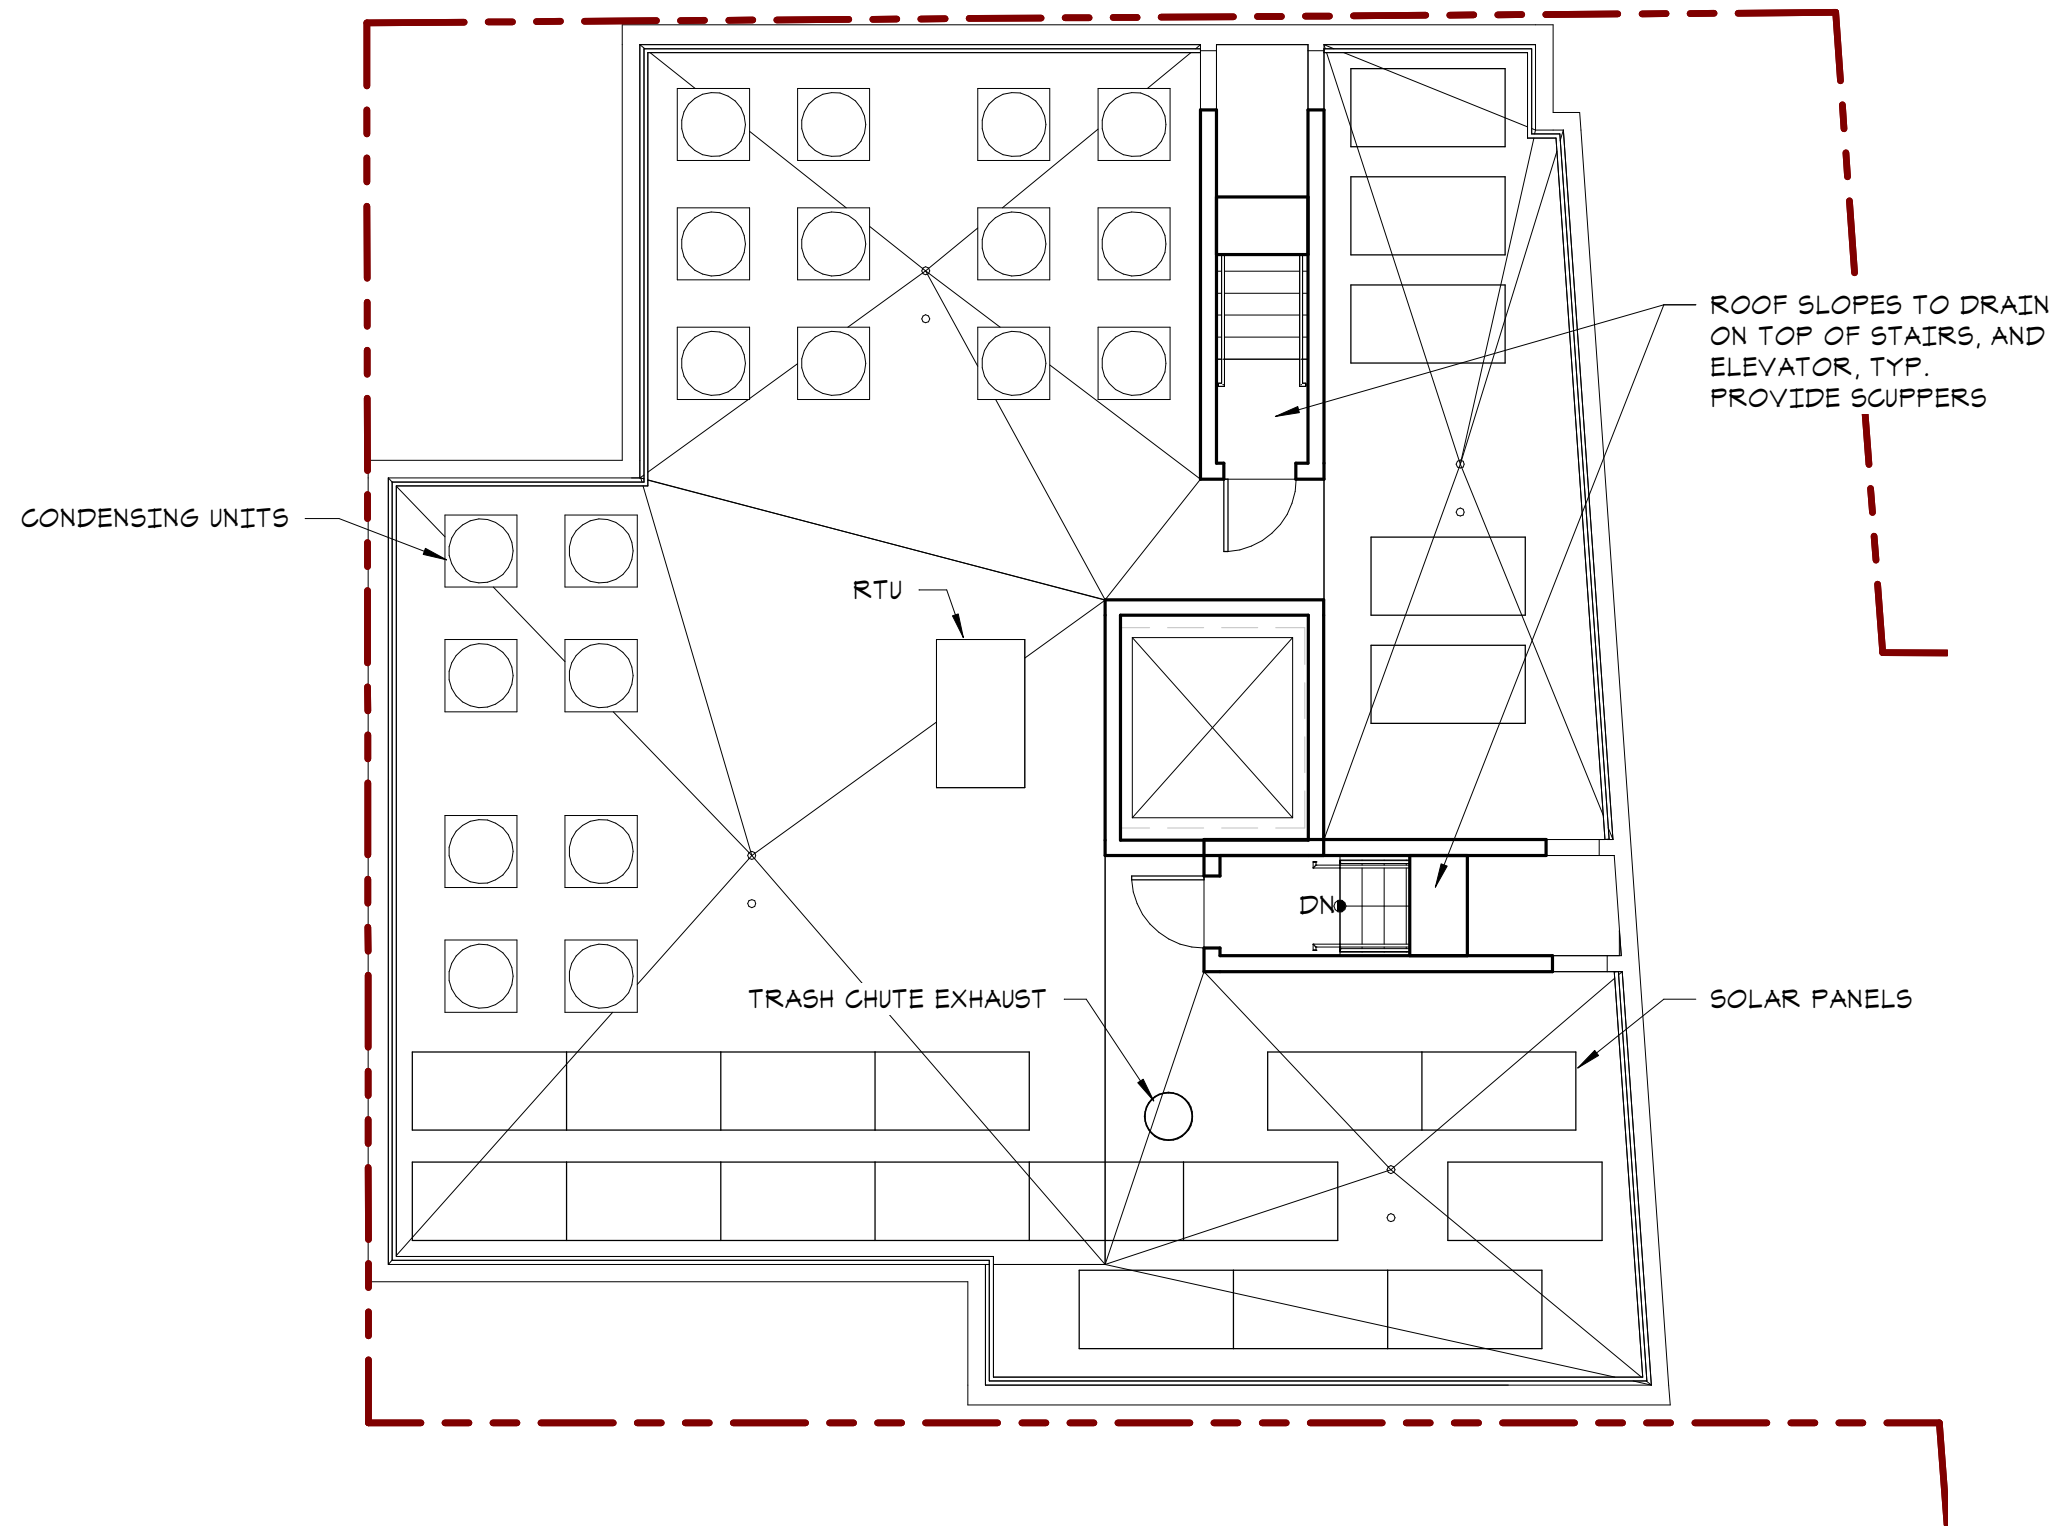 ROOF SLOPES TO DRAIN
ON TOP OF STAIRS, AND
ELEVATOR, TYP.
PROVIDE SCUPPERS
CONDENSING UNITS
RTU
DN
TRASH CHUTE EXHAUST
SOLAR PANELS